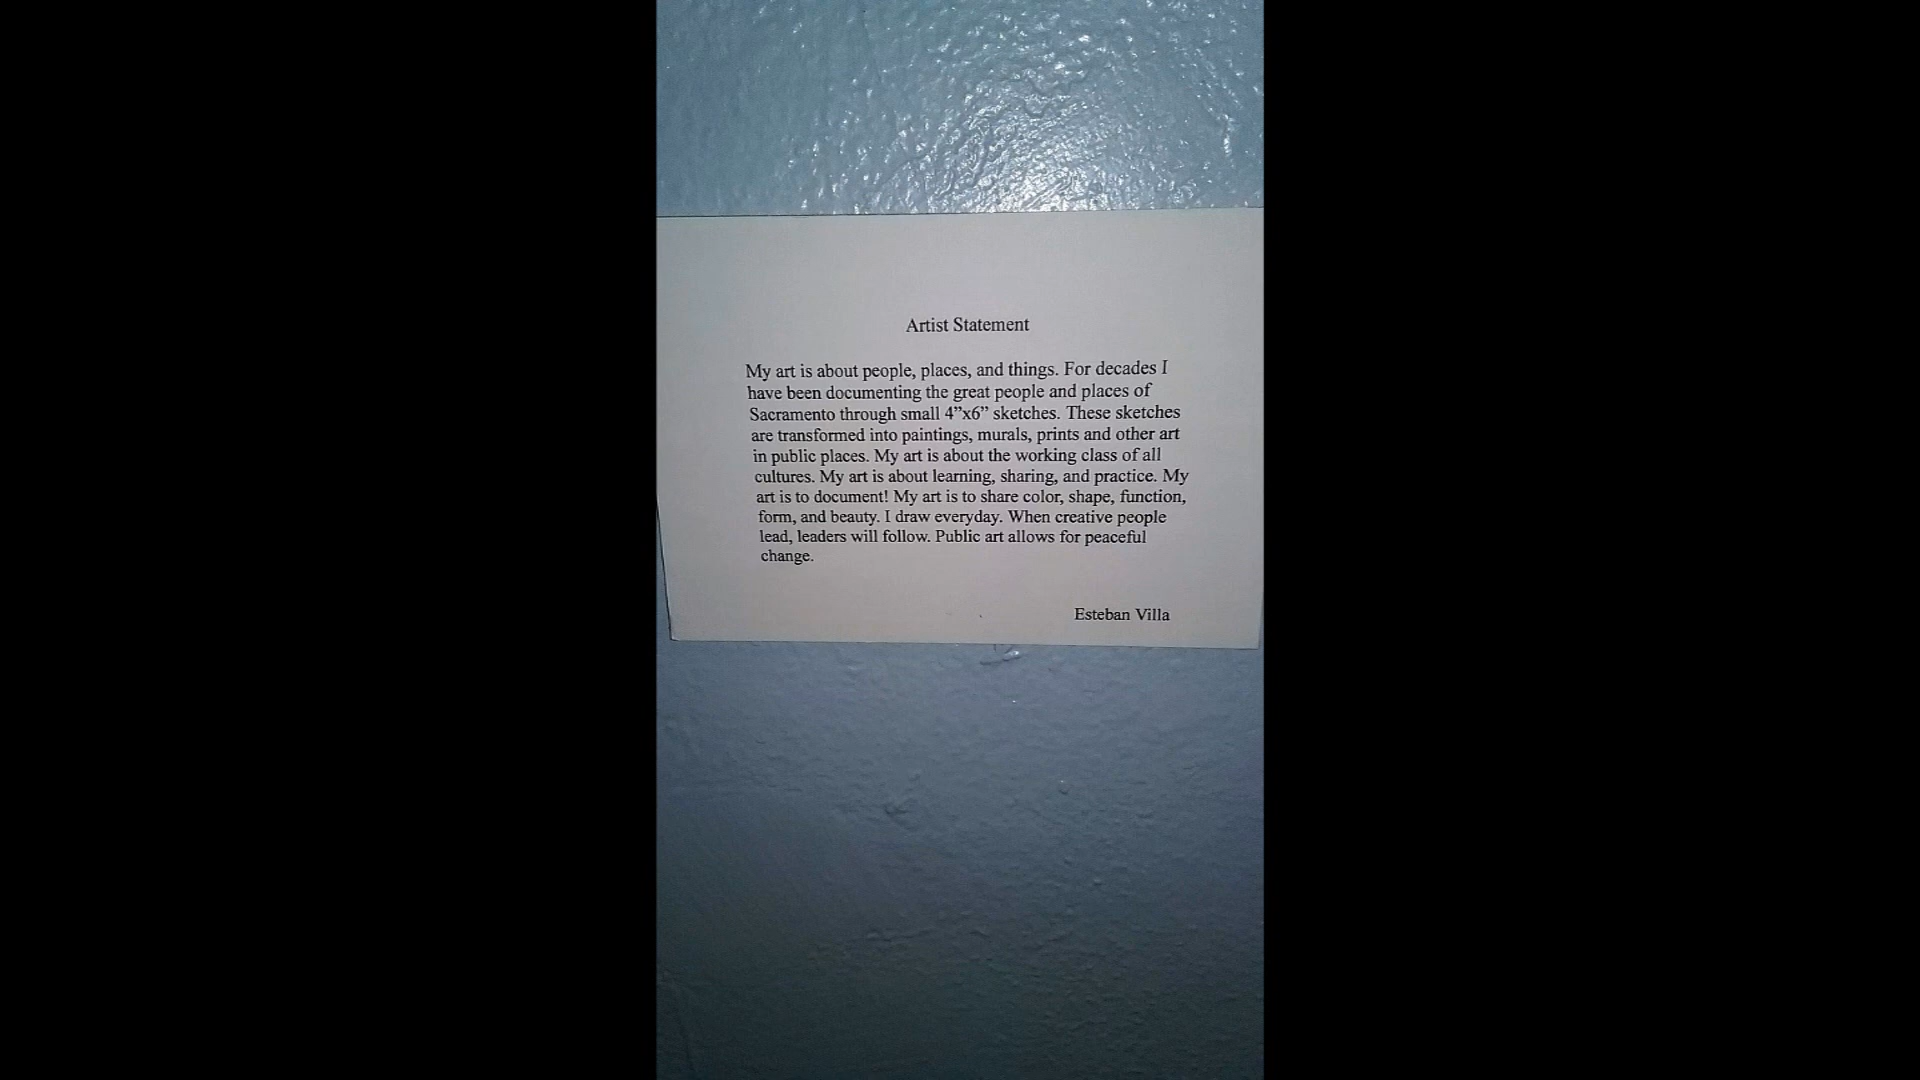 Artist Statement
My art is about people, places, and things. For decades I
have been documenting the great people and places of
Sacramento through small 4”x6” sketches. These sketches
are transformed into paintings, murals, prints and other art
in public places. My art is about the working class of all
cultures. My art is about learning, sharing, and practice. My
art is to document! My art is to share color, shape, function,
form, and beauty. I draw everyday. When creative people
lead, leaders will follow. Public art allows for peaceful
change.
Esteban Villa